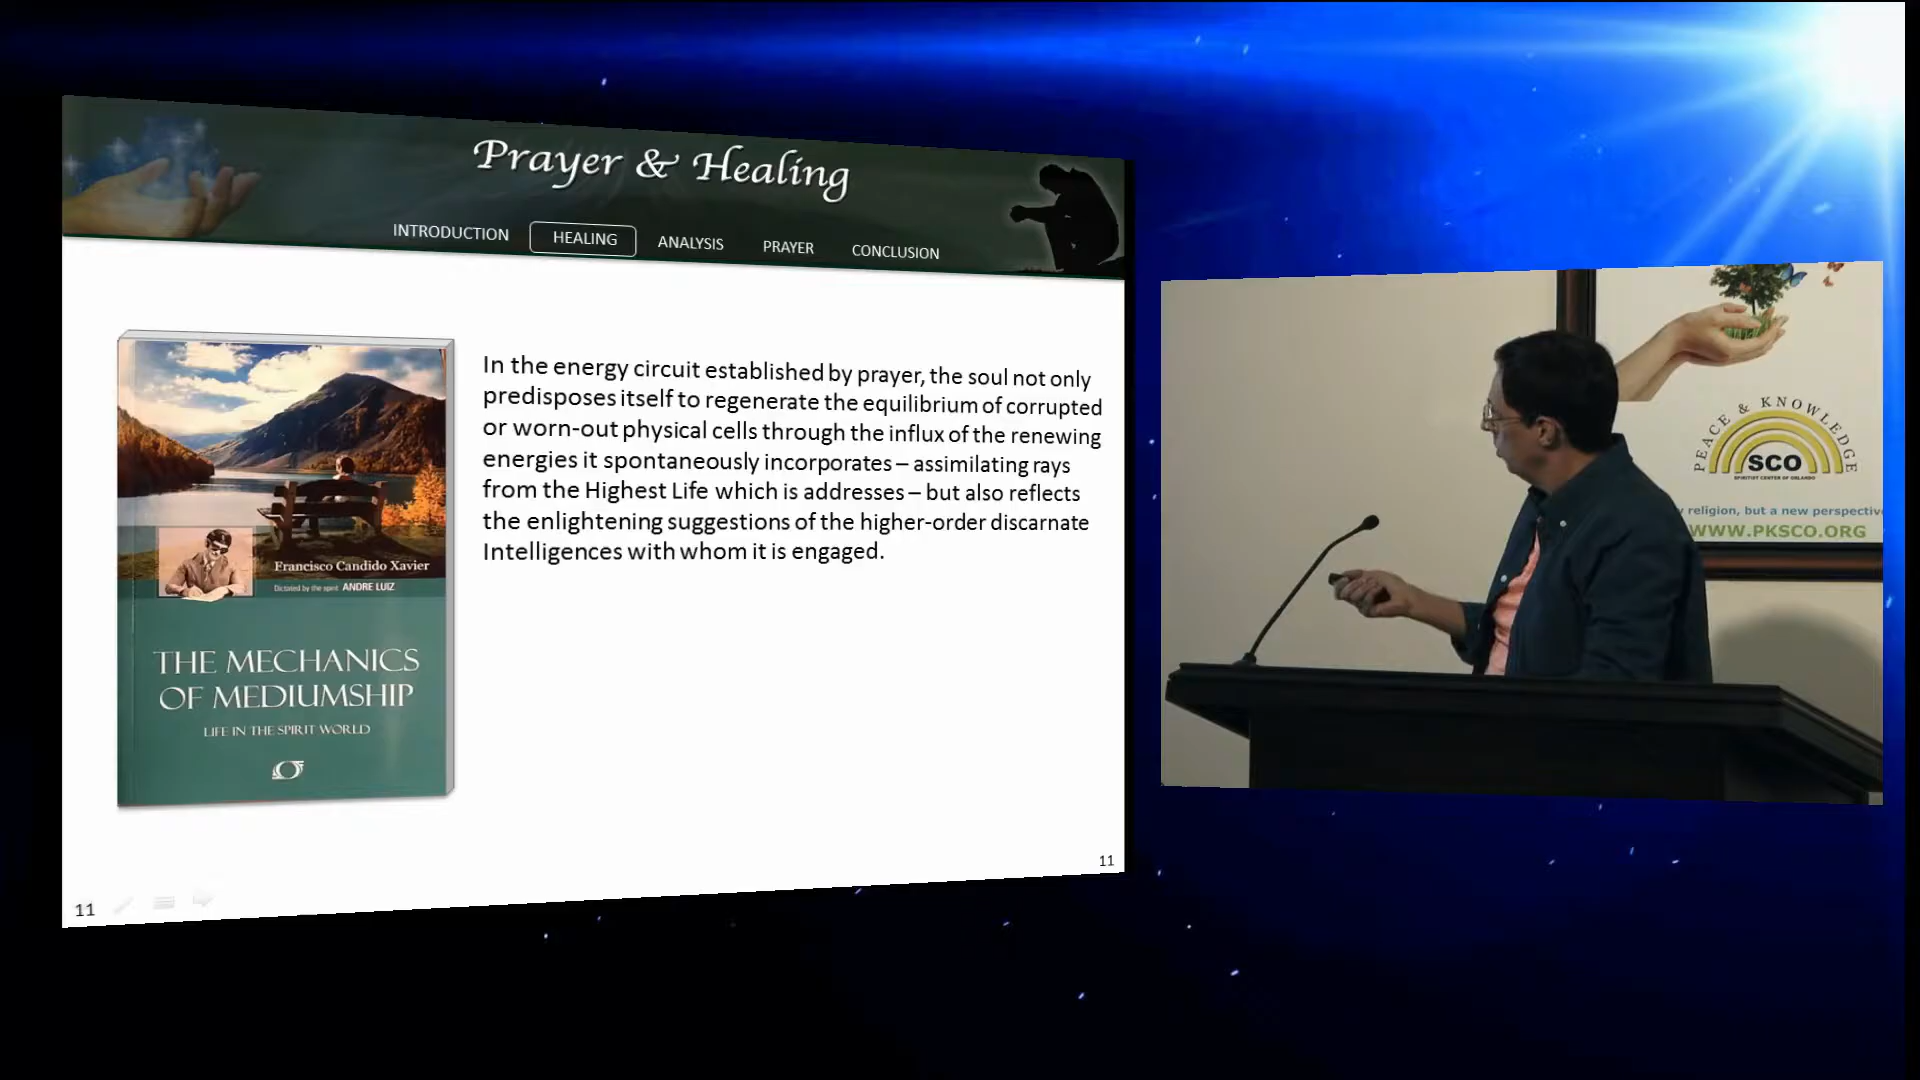 Prayer & Healing
INTRODUCTION HEALING ANALYSIS PRAYER CONCLUSION
In the energy circuit established by prayer, the soul not only
predisposes itself to regenerate the equilibrium of corrupted
or worn-out physical cells through the influx of the renewing
energies it spontaneously incorporates – assimilating rays
from the Highest Life which is addresses – but also reflects
the enlightening suggestions of the higher-order discarnate
Intelligences with whom it is engaged.
Francisco Candido Xavier
Dictated by the spirit ANDRE LUIZ
THE MECHANICS
OF MEDIUMSHIP
LIFE IN THE SPIRIT WORLD
11
11
PEACE & KNOWLEDGE
SCO
SPIRITIST CENTER OF ORLANDO
religion, but a new perspective
WWW.PKSCO.ORG